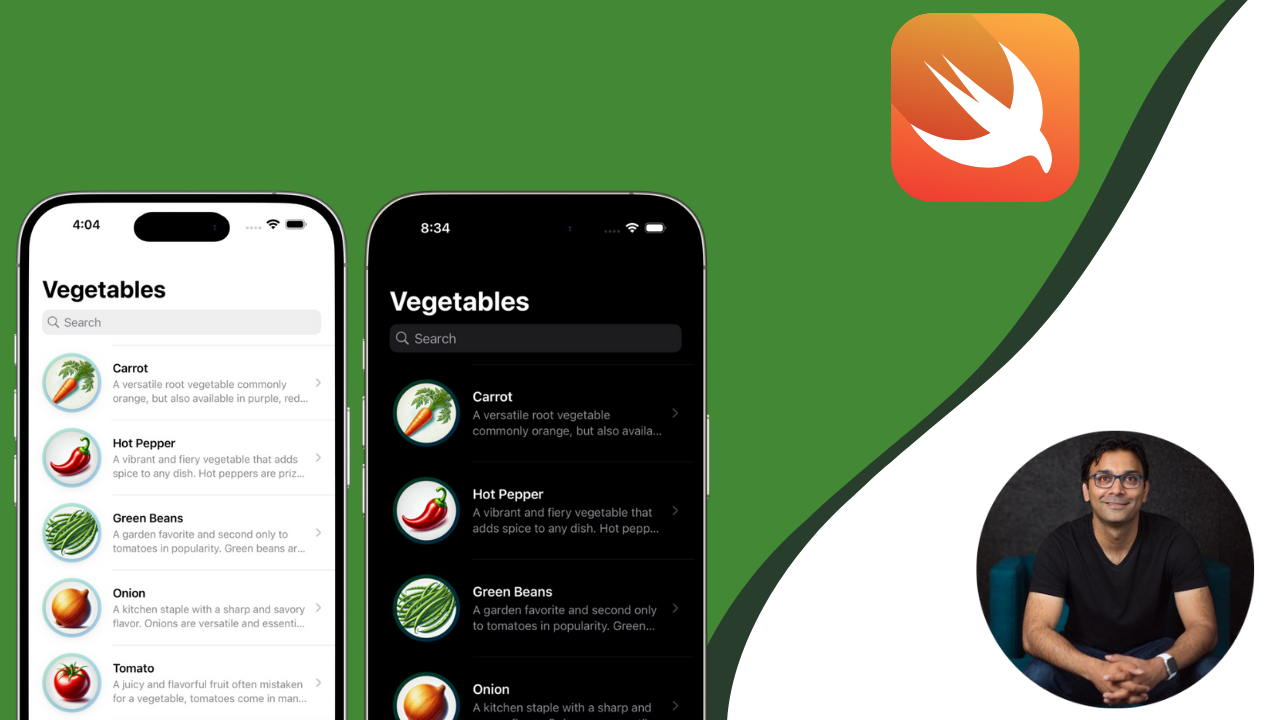 4:04
Vegetables
Search
Carrot
A versatile root vegetable commonly
orange, but also available in purple, red...
Hot Pepper
A vibrant and fiery vegetable that adds
spice to any dish. Hot peppers are priz...
Green Beans
A garden favorite and second only to
tomatoes in popularity. Green beans ar...
Onion
A kitchen staple with a sharp and savory
flavor. Onions are versatile and essenti...
Tomato
A juicy and flavorful fruit often mistaken
for a vegetable, tomatoes come in man...
8:34
Vegetables
Search
Carrot
A versatile root vegetable
commonly orange, but also availa...
Hot Pepper
A vibrant and fiery vegetable that
adds spice to any dish. Hot pepp...
Green Beans
A garden favorite and second only
to tomatoes in popularity. Green...
Onion
A kitchen staple with a sharp and